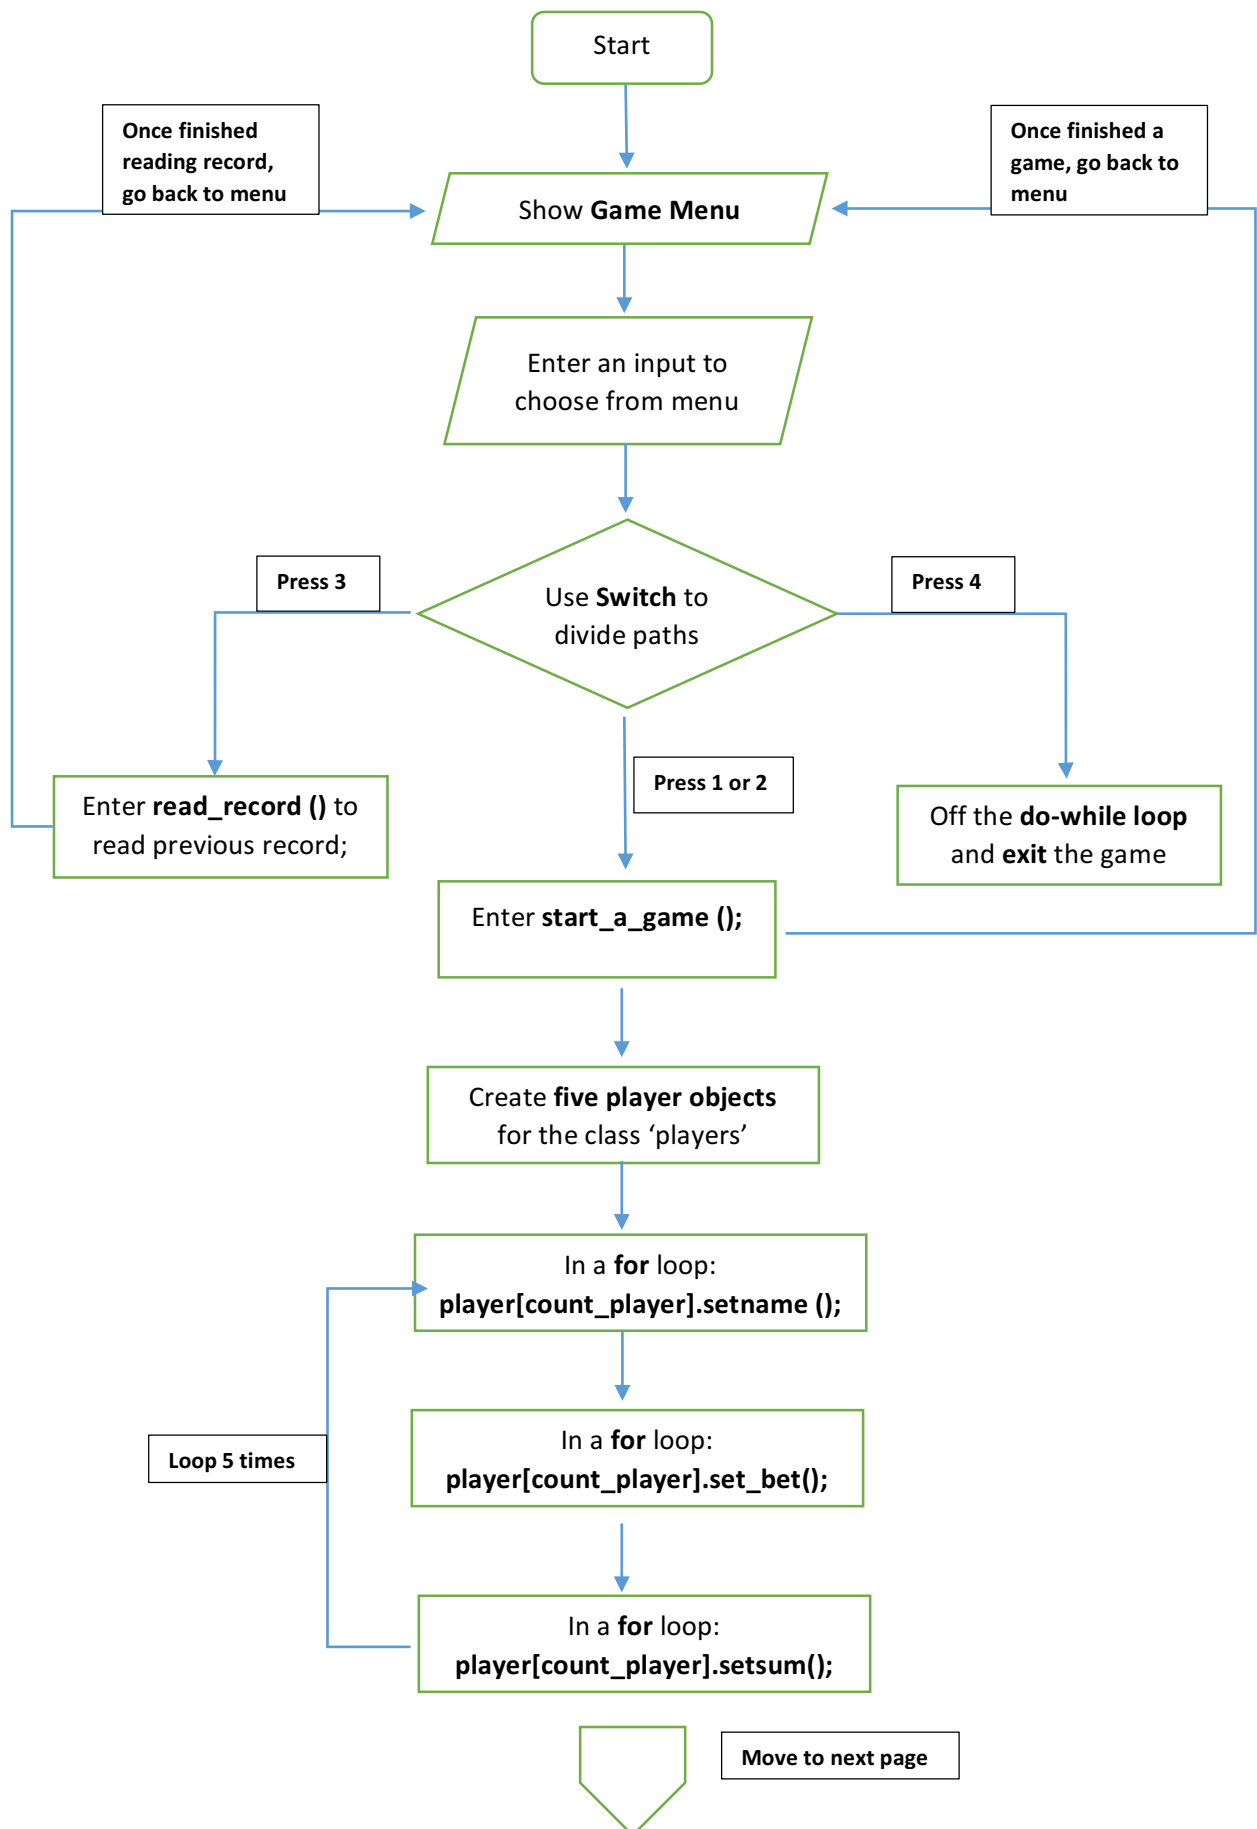 Start
Once finished
reading record,
go back to menu
Once finished a
game, go back to
menu
Show Game Menu
Enter an input to
choose from menu
Press 3
Use Switch to
divide paths
Press 4
Press 1 or 2
Enter read_record () to
read previous record;
Off the do-while loop
and exit the game
Enter start_a_game ();
Create five player objects
for the class ‘players’
In a for loop:
player[count_player].setname ();
Loop 5 times
In a for loop:
player[count_player].set_bet();
In a for loop:
player[count_player].setsum();
Move to next page